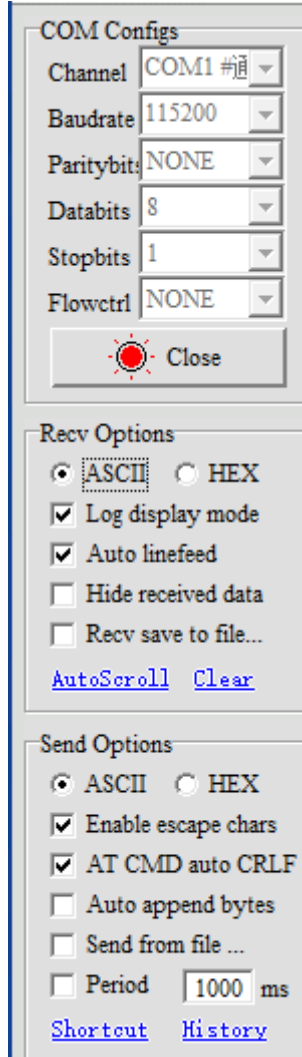 COM Configs
Channel COM1 #通
Baudrate 115200
Paritybits NONE
Databits 8
Stopbits 1
Flowctrl NONE
Close
Recv Options
ASCII HEX
Log display mode
Auto linefeed
Hide received data
Recv save to file...
AutoScroll Clear
Send Options
ASCII HEX
Enable escape chars
AT CMD auto CRLF
Auto append bytes
Send from file ...
Period 1000 ms
Shortcut History